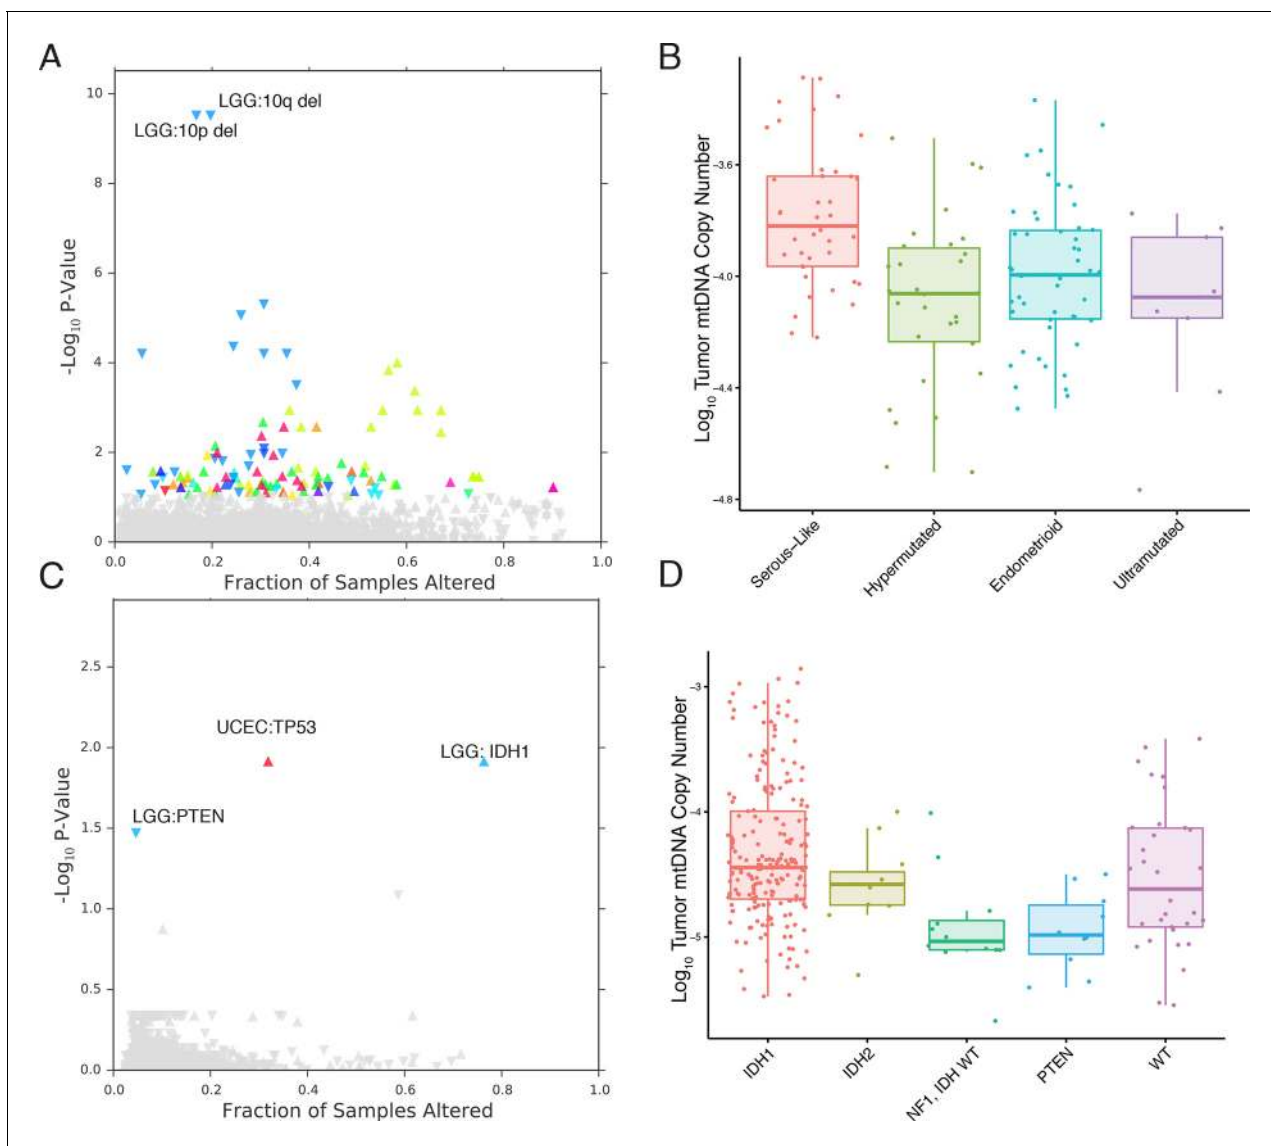 A
10
8
6
4
2
0
-Log₁₀ P-Value
LGG:10q del
LGG:10p del
0.0 0.2 0.4 0.6 0.8 1.0
Fraction of Samples Altered
B
−3.6
−4.0
−4.4
−4.8
Log₁₀ Tumor mtDNA Copy Number
Serous−Like
Hypermutated
Endometrioid
Ultramutated
C
2.5
2.0
1.5
1.0
0.5
0.0
-Log₁₀ P-Value
UCEC:TP53
LGG: IDH1
LGG:PTEN
0.0 0.2 0.4 0.6 0.8 1.0
Fraction of Samples Altered
D
−3
−4
−5
Log₁₀ Tumor mtDNA Copy Number
IDH1
IDH2
NF1, IDH WT
PTEN
WT